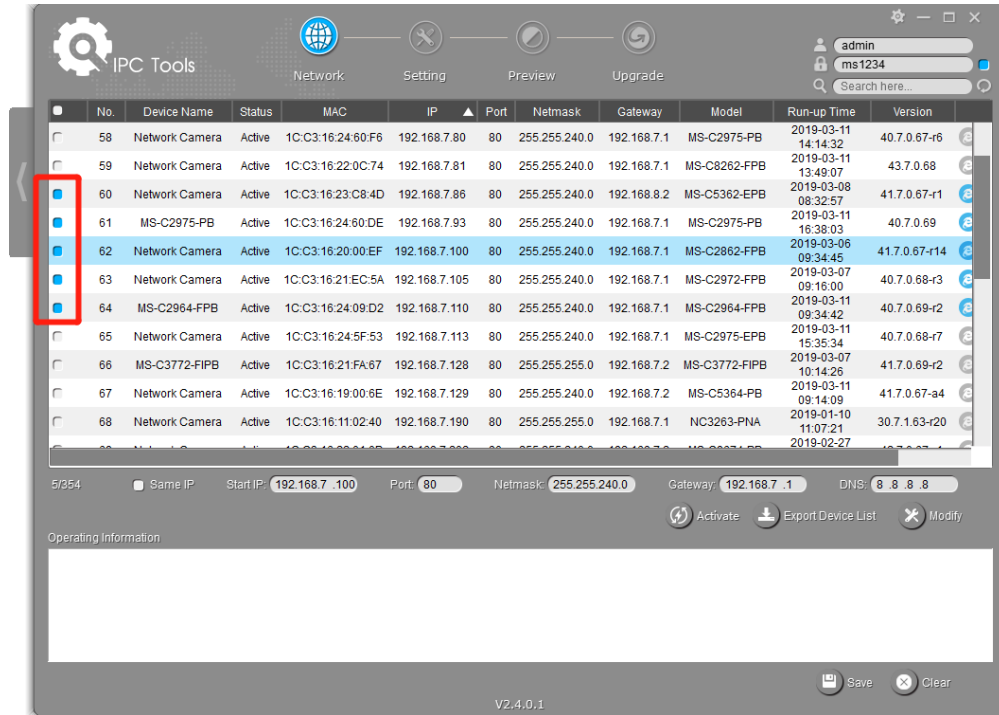 IPC Tools
Network Setting Preview Upgrade
admin
ms1234
Search here...
No. Device Name Status MAC IP Port Netmask Gateway Model Run-up Time Version
58 Network Camera Active 1C:C3:16:24:60:F6 192.168.7.80 80 255.255.240.0 192.168.7.1 MS-C2975-PB 2019-03-11 14:14:32 40.7.0.67-r6
59 Network Camera Active 1C:C3:16:22:0C:74 192.168.7.81 80 255.255.240.0 192.168.7.1 MS-C8262-FPB 2019-03-11 13:49:07 43.7.0.68
60 Network Camera Active 1C:C3:16:23:C8:4D 192.168.7.86 80 255.255.240.0 192.168.8.2 MS-C5362-EPB 2019-03-08 08:32:57 41.7.0.67-r1
61 MS-C2975-PB Active 1C:C3:16:24:60:DE 192.168.7.93 80 255.255.240.0 192.168.7.1 MS-C2975-PB 2019-03-11 16:38:03 40.7.0.69
62 Network Camera Active 1C:C3:16:20:00:EF 192.168.7.100 80 255.255.240.0 192.168.7.1 MS-C2862-FPB 2019-03-06 09:34:45 41.7.0.67-r14
63 Network Camera Active 1C:C3:16:21:EC:5A 192.168.7.105 80 255.255.240.0 192.168.7.1 MS-C2972-FPB 2019-03-07 09:16:00 40.7.0.68-r3
64 MS-C2964-FPB Active 1C:C3:16:24:09:D2 192.168.7.110 80 255.255.240.0 192.168.7.1 MS-C2964-FPB 2019-03-11 09:34:42 40.7.0.69-r2
65 Network Camera Active 1C:C3:16:24:5F:53 192.168.7.113 80 255.255.240.0 192.168.7.1 MS-C2975-EPB 2019-03-11 15:35:34 40.7.0.68-r7
66 MS-C3772-FIPB Active 1C:C3:16:21:FA:67 192.168.7.128 80 255.255.255.0 192.168.7.2 MS-C3772-FIPB 2019-03-07 10:14:26 41.7.0.69-r2
67 Network Camera Active 1C:C3:16:19:00:6E 192.168.7.129 80 255.255.240.0 192.168.7.2 MS-C5364-PB 2019-03-11 09:14:09 41.7.0.67-a4
68 Network Camera Active 1C:C3:16:11:02:40 192.168.7.190 80 255.255.255.0 192.168.7.1 NC3263-PNA 2019-01-10 11:07:21 30.7.1.63-r20
2019-02-27
5/354 Same IP Start IP: 192.168.7 .100 Port: 80 Netmask: 255.255.240.0 Gateway: 192.168.7 .1 DNS: 8 .8 .8 .8
Activate Export Device List Modify
Operating Information
Save Clear
V2.4.0.1